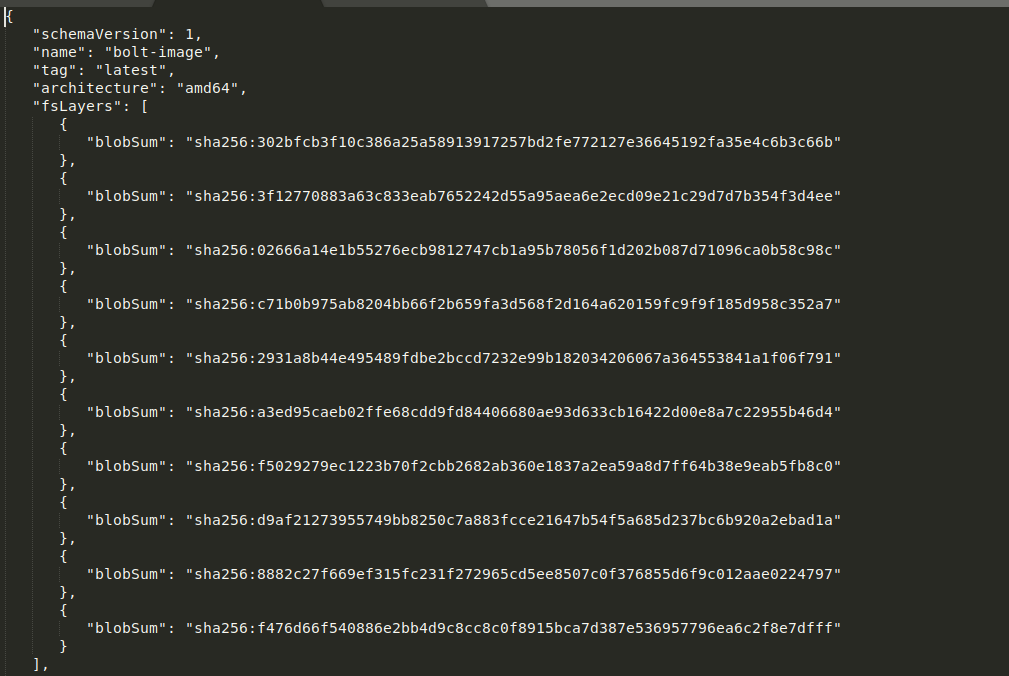 {
"schemaVersion": 1,
"name": "bolt-image",
"tag": "latest",
"architecture": "amd64",
"fsLayers": [
{
"blobSum": "sha256:302bfcb3f10c386a25a58913917257bd2fe772127e36645192fa35e4c6b3c66b"
},
{
"blobSum": "sha256:3f12770883a63c833eab7652242d55a95aea6e2ecd09e21c29d7d7b354f3d4ee"
},
{
"blobSum": "sha256:02666a14e1b55276ecb9812747cb1a95b78056f1d202b087d71096ca0b58c98c"
},
{
"blobSum": "sha256:c71b0b975ab8204bb66f2b659fa3d568f2d164a620159fc9f9f185d958c352a7"
},
{
"blobSum": "sha256:2931a8b44e495489fdbe2bccd7232e99b182034206067a364553841a1f06f791"
},
{
"blobSum": "sha256:a3ed95caeb02ffe68cdd9fd84406680ae93d633cb16422d00e8a7c22955b46d4"
},
{
"blobSum": "sha256:f5029279ec1223b70f2cbb2682ab360e1837a2ea59a8d7ff64b38e9eab5fb8c0"
},
{
"blobSum": "sha256:d9af21273955749bb8250c7a883fcce21647b54f5a685d237bc6b920a2ebad1a"
},
{
"blobSum": "sha256:8882c27f669ef315fc231f272965cd5ee8507c0f376855d6f9c012aae0224797"
},
{
"blobSum": "sha256:f476d66f540886e2bb4d9c8cc8c0f8915bca7d387e536957796ea6c2f8e7dfff"
}
],